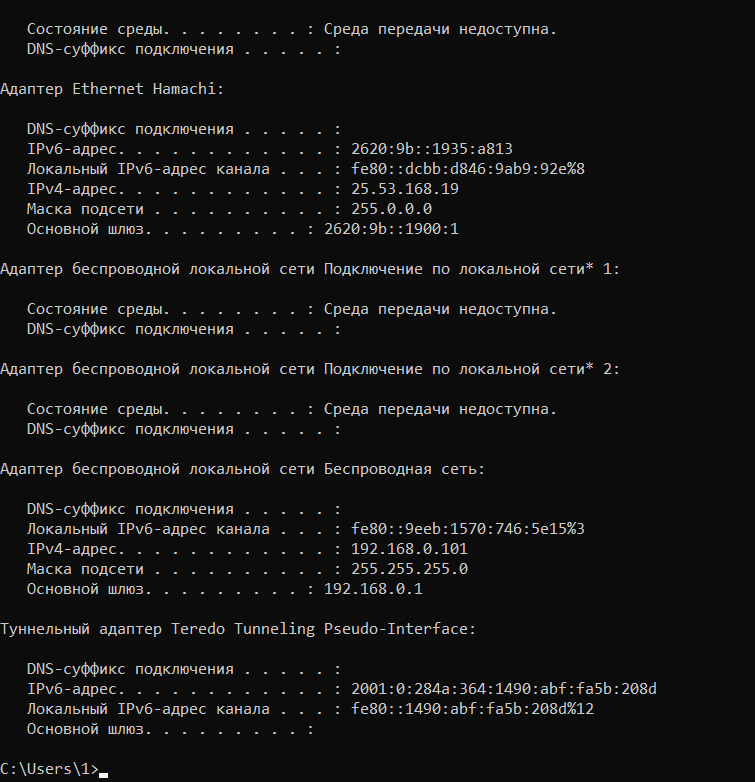 Состояние среды. . . . . . . . : Среда передачи недоступна.
DNS-суффикс подключения . . . . . :
Адаптер Ethernet Hamachi:
DNS-суффикс подключения . . . . . :
IPv6-адрес. . . . . . . . . . . . : 2620:9b::1935:a813
Локальный IPv6-адрес канала . . . : fe80::dcbb:d846:9ab9:92e%8
IPv4-адрес. . . . . . . . . . . . : 25.53.168.19
Маска подсети . . . . . . . . . . : 255.0.0.0
Основной шлюз. . . . . . . . . : 2620:9b::1900:1
Адаптер беспроводной локальной сети Подключение по локальной сети* 1:
Состояние среды. . . . . . . . : Среда передачи недоступна.
DNS-суффикс подключения . . . . . :
Адаптер беспроводной локальной сети Подключение по локальной сети* 2:
Состояние среды. . . . . . . . : Среда передачи недоступна.
DNS-суффикс подключения . . . . . :
Адаптер беспроводной локальной сети Беспроводная сеть:
DNS-суффикс подключения . . . . . :
Локальный IPv6-адрес канала . . . : fe80::9eeb:1570:746:5e15%3
IPv4-адрес. . . . . . . . . . . . : 192.168.0.101
Маска подсети . . . . . . . . . . : 255.255.255.0
Основной шлюз. . . . . . . . . : 192.168.0.1
Туннельный адаптер Teredo Tunneling Pseudo-Interface:
DNS-суффикс подключения . . . . . :
IPv6-адрес. . . . . . . . . . . . : 2001:0:284a:364:1490:abf:fa5b:208d
Локальный IPv6-адрес канала . . . : fe80::1490:abf:fa5b:208d%12
Основной шлюз. . . . . . . . . :
C:\Users\1>